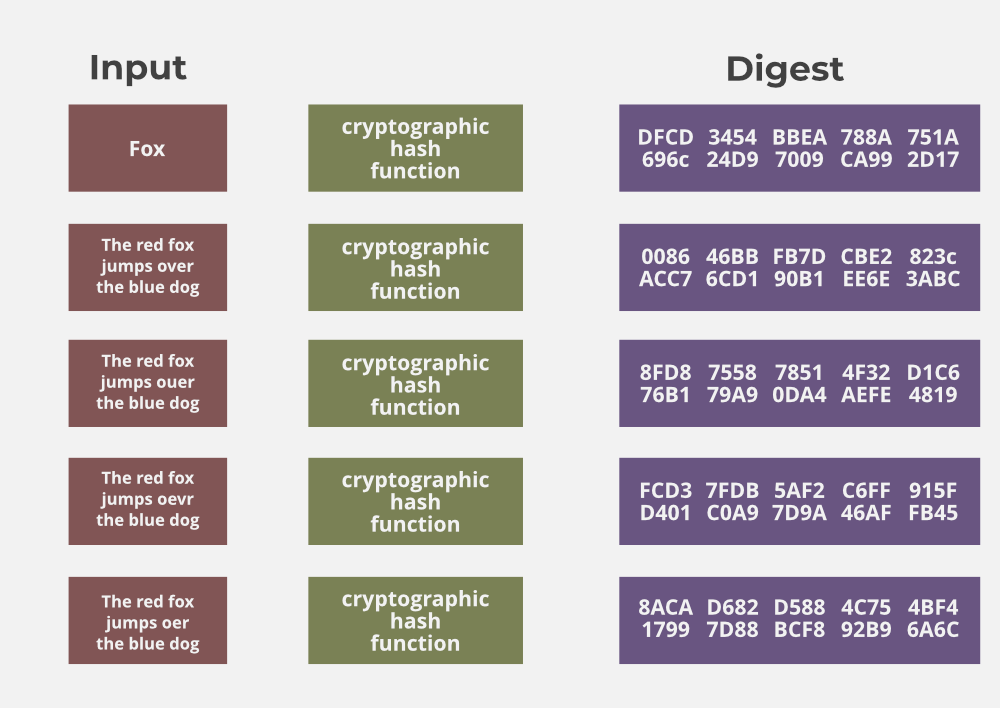 Input
Digest
Fox
cryptographic
hash
function
DFCD 3454 BBEA 788A 751A
696c 24D9 7009 CA99 2D17
The red fox
jumps over
the blue dog
cryptographic
hash
function
0086 46BB FB7D CBE2 823c
ACC7 6CD1 90B1 EE6E 3ABC
The red fox
jumps ouer
the blue dog
cryptographic
hash
function
8FD8 7558 7851 4F32 D1C6
76B1 79A9 0DA4 AEFE 4819
The red fox
jumps oevr
the blue dog
cryptographic
hash
function
FCD3 7FDB 5AF2 C6FF 915F
D401 C0A9 7D9A 46AF FB45
The red fox
jumps oer
the blue dog
cryptographic
hash
function
8ACA D682 D588 4C75 4BF4
1799 7D88 BCF8 92B9 6A6C